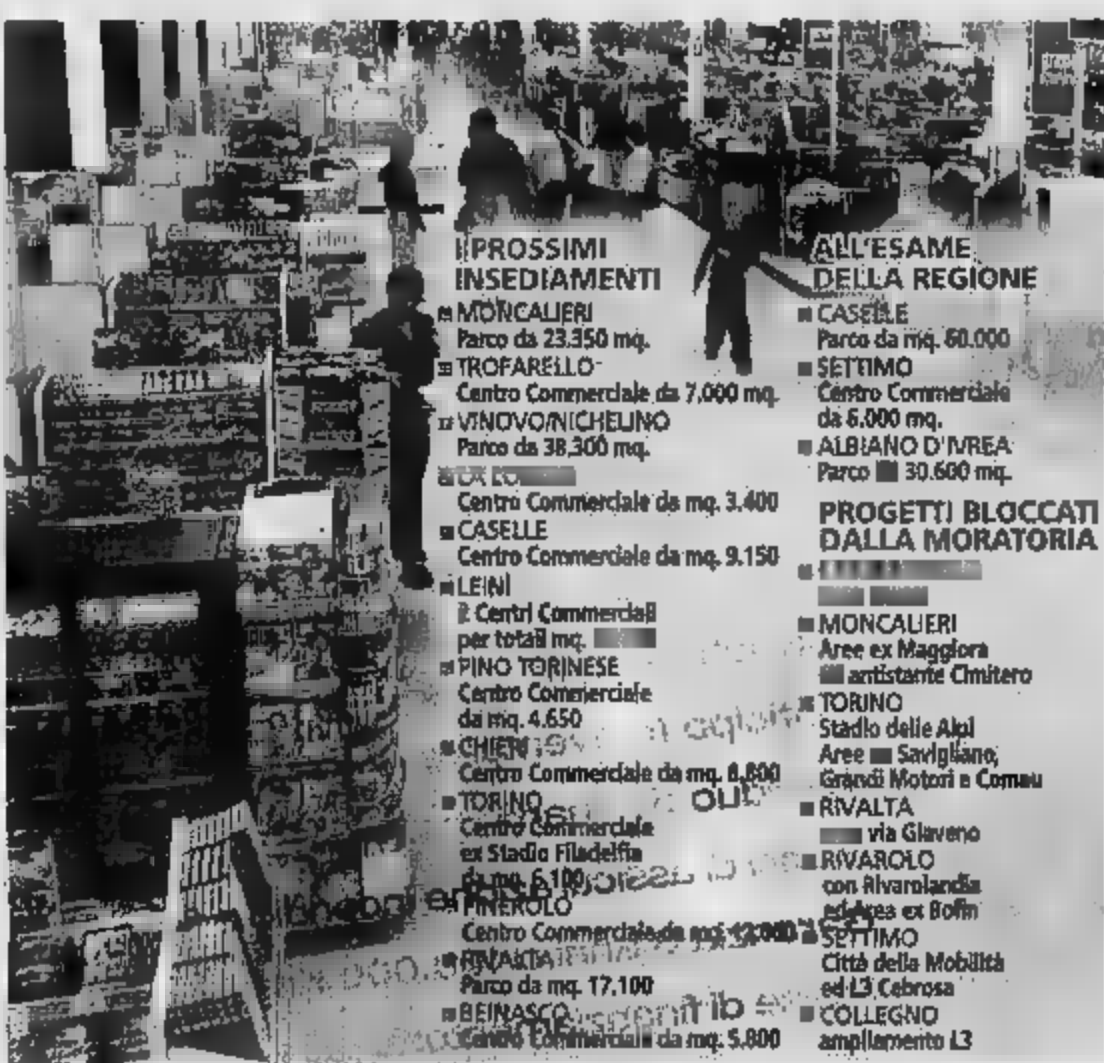 I PROSSIMI
INSEDIAMENTI
MONCALIERI
Parco da 23.350 mq.
TROFARELLO
Centro Commerciale da 7.000 mq.
VINOVO/NICHELINO
Parco da 38.300 mq.
Centro Commerciale da mq. 3.400
CASELLE
Centro Commerciale da mq. 9.150
LEINÌ
2 Centri Commerciali
per totali mq.
PINO TORINESE
Centro Commerciale
da mq. 4.650
CHIERI
Centro Commerciale da mq. 8.800
TORINO
Centro Commerciale
ex Stadio Filadelfia
da mq. 6.100
PINEROLO
Centro Commerciale da mq.
RIVALTA
Parco da mq. 17.100
BEINASCO
Centro Commerciale da mq. 5.800
ALL'ESAME
DELLA REGIONE
CASELLE
Parco da mq. 60.000
SETTIMO
Centro Commerciale
da 6.000 mq.
ALBIANO D'IVREA
Parco 30.600 mq.
PROGETTI BLOCCATI
DALLA MORATORIA
MONCALIERI
Aree ex Maggiora
antistante Cimitero
TORINO
Stadio delle Alpi
Aree Savigliano,
Grandi Motori e Comau
RIVALTA
via Giaveno
RIVAROLO
con Rivarolandia
ed Area ex Bofin
SETTIMO
Città della Mobilità
ed L3 Cebrosa
COLLEGNO
ampliamento L3